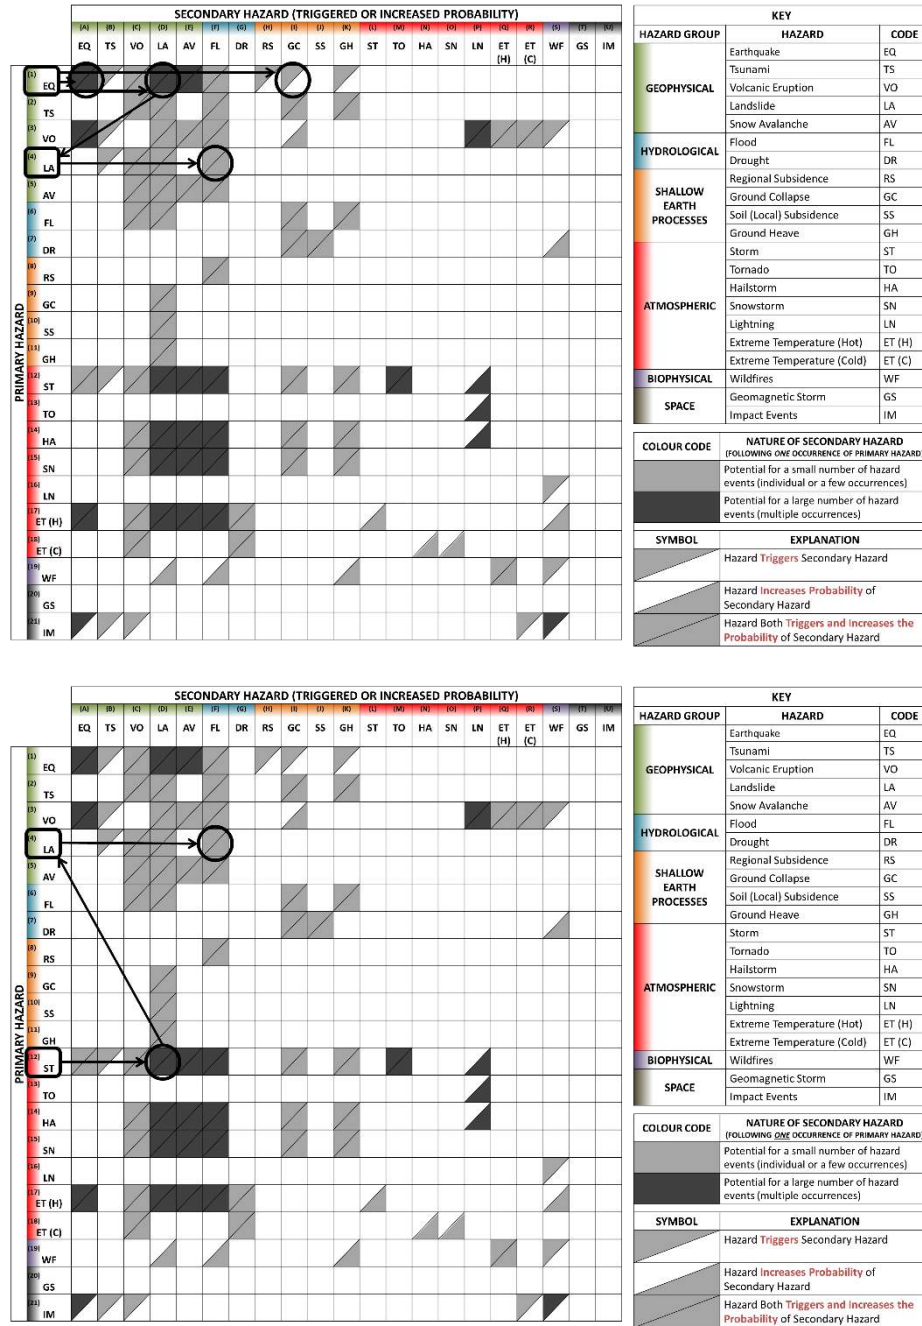 SECONDARY HAZARD (TRIGGERED OR INCREASED PROBABILITY)
(A) (B) (C) (D) (E) (F) (G) (H) (I) (J) (K) (L) (M) (N) (O) (P) (Q) (R) (S) (T) (U)
EQ TS VO LA AV FL DR RS GC SS GH ST TO HA SN LN ET (H) ET (C) WF GS IM
PRIMARY HAZARD
(1) EQ
(2) TS
(3) VO
(4) LA
(5) AV
(6) FL
(7) DR
(8) RS
(9) GC
(10) SS
(11) GH
(12) ST
(13) TO
(14) HA
(15) SN
(16) LN
(17) ET (H)
(18) ET (C)
(19) WF
(20) GS
(21) IM
KEY
HAZARD GROUP HAZARD CODE
GEOPHYSICAL
Earthquake EQ
Tsunami TS
Volcanic Eruption VO
Landslide LA
Snow Avalanche AV
HYDROLOGICAL
Flood FL
Drought DR
SHALLOW EARTH PROCESSES
Regional Subsidence RS
Ground Collapse GC
Soil (Local) Subsidence SS
Ground Heave GH
ATMOSPHERIC
Storm ST
Tornado TO
Hailstorm HA
Snowstorm SN
Lightning LN
Extreme Temperature (Hot) ET (H)
Extreme Temperature (Cold) ET (C)
BIOPHYSICAL
Wildfires WF
SPACE
Geomagnetic Storm GS
Impact Events IM
COLOUR CODE NATURE OF SECONDARY HAZARD
(FOLLOWING ONE OCCURRENCE OF PRIMARY HAZARD)
Potential for a small number of hazard
events (individual or a few occurrences)
Potential for a large number of hazard
events (multiple occurrences)
SYMBOL EXPLANATION
Hazard Triggers Secondary Hazard
Hazard Increases Probability of
Secondary Hazard
Hazard Both Triggers and Increases the
Probability of Secondary Hazard
SECONDARY HAZARD (TRIGGERED OR INCREASED PROBABILITY)
(A) (B) (C) (D) (E) (F) (G) (H) (I) (J) (K) (L) (M) (N) (O) (P) (Q) (R) (S) (T) (U)
EQ TS VO LA AV FL DR RS GC SS GH ST TO HA SN LN ET (H) ET (C) WF GS IM
PRIMARY HAZARD
(1) EQ
(2) TS
(3) VO
(4) LA
(5) AV
(6) FL
(7) DR
(8) RS
(9) GC
(10) SS
(11) GH
(12) ST
(13) TO
(14) HA
(15) SN
(16) LN
(17) ET (H)
(18) ET (C)
(19) WF
(20) GS
(21) IM
KEY
HAZARD GROUP HAZARD CODE
GEOPHYSICAL
Earthquake EQ
Tsunami TS
Volcanic Eruption VO
Landslide LA
Snow Avalanche AV
HYDROLOGICAL
Flood FL
Drought DR
SHALLOW EARTH PROCESSES
Regional Subsidence RS
Ground Collapse GC
Soil (Local) Subsidence SS
Ground Heave GH
ATMOSPHERIC
Storm ST
Tornado TO
Hailstorm HA
Snowstorm SN
Lightning LN
Extreme Temperature (Hot) ET (H)
Extreme Temperature (Cold) ET (C)
BIOPHYSICAL
Wildfires WF
SPACE
Geomagnetic Storm GS
Impact Events IM
COLOUR CODE NATURE OF SECONDARY HAZARD
(FOLLOWING ONE OCCURRENCE OF PRIMARY HAZARD)
Potential for a small number of hazard
events (individual or a few occurrences)
Potential for a large number of hazard
events (multiple occurrences)
SYMBOL EXPLANATION
Hazard Triggers Secondary Hazard
Hazard Increases Probability of
Secondary Hazard
Hazard Both Triggers and Increases the
Probability of Secondary Hazard